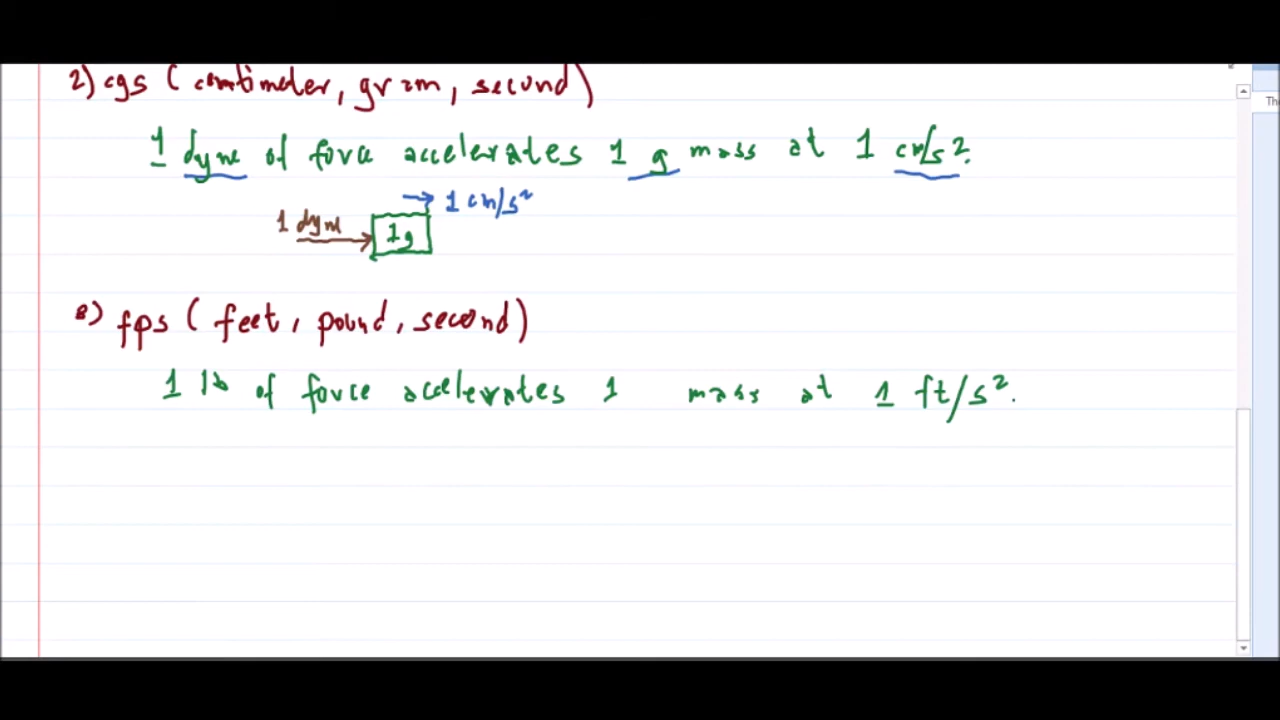 2) cgs ( centimeter, gram, second)
1 dyne of force accelerates 1 g mass at 1 cm/s².
→ 1 cm/s²
1 dyne
1g
3) fps ( feet, pound, second)
1 lb of force accelerates 1 mass at 1 ft/s².